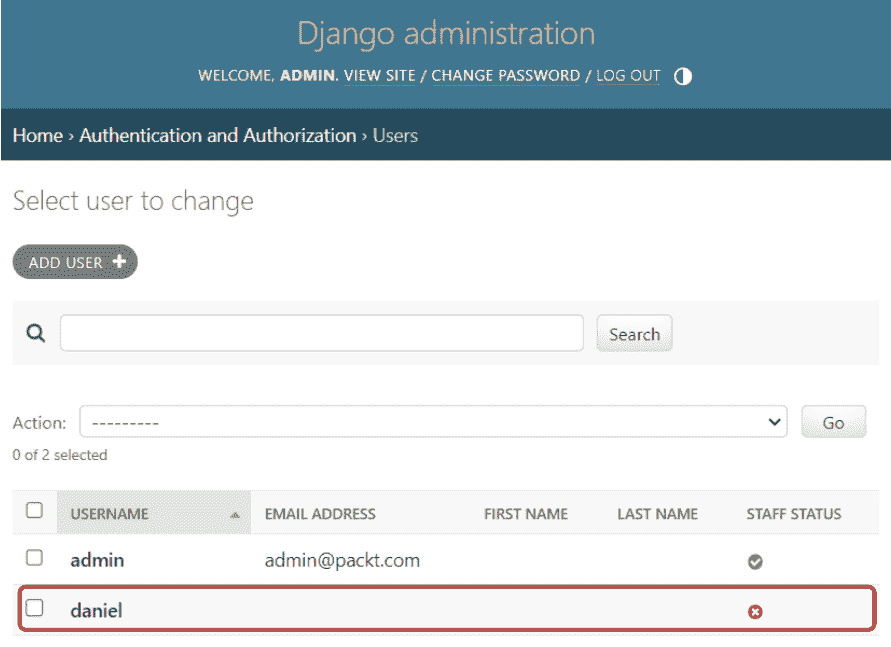 Django administration
WELCOME, ADMIN. VIEW SITE / CHANGE PASSWORD / LOG OUT
Home › Authentication and Authorization › Users
Select user to change
ADD USER +
Search
Action: ---------
Go
0 of 2 selected
USERNAME EMAIL ADDRESS FIRST NAME LAST NAME STAFF STATUS
admin admin@packt.com
daniel